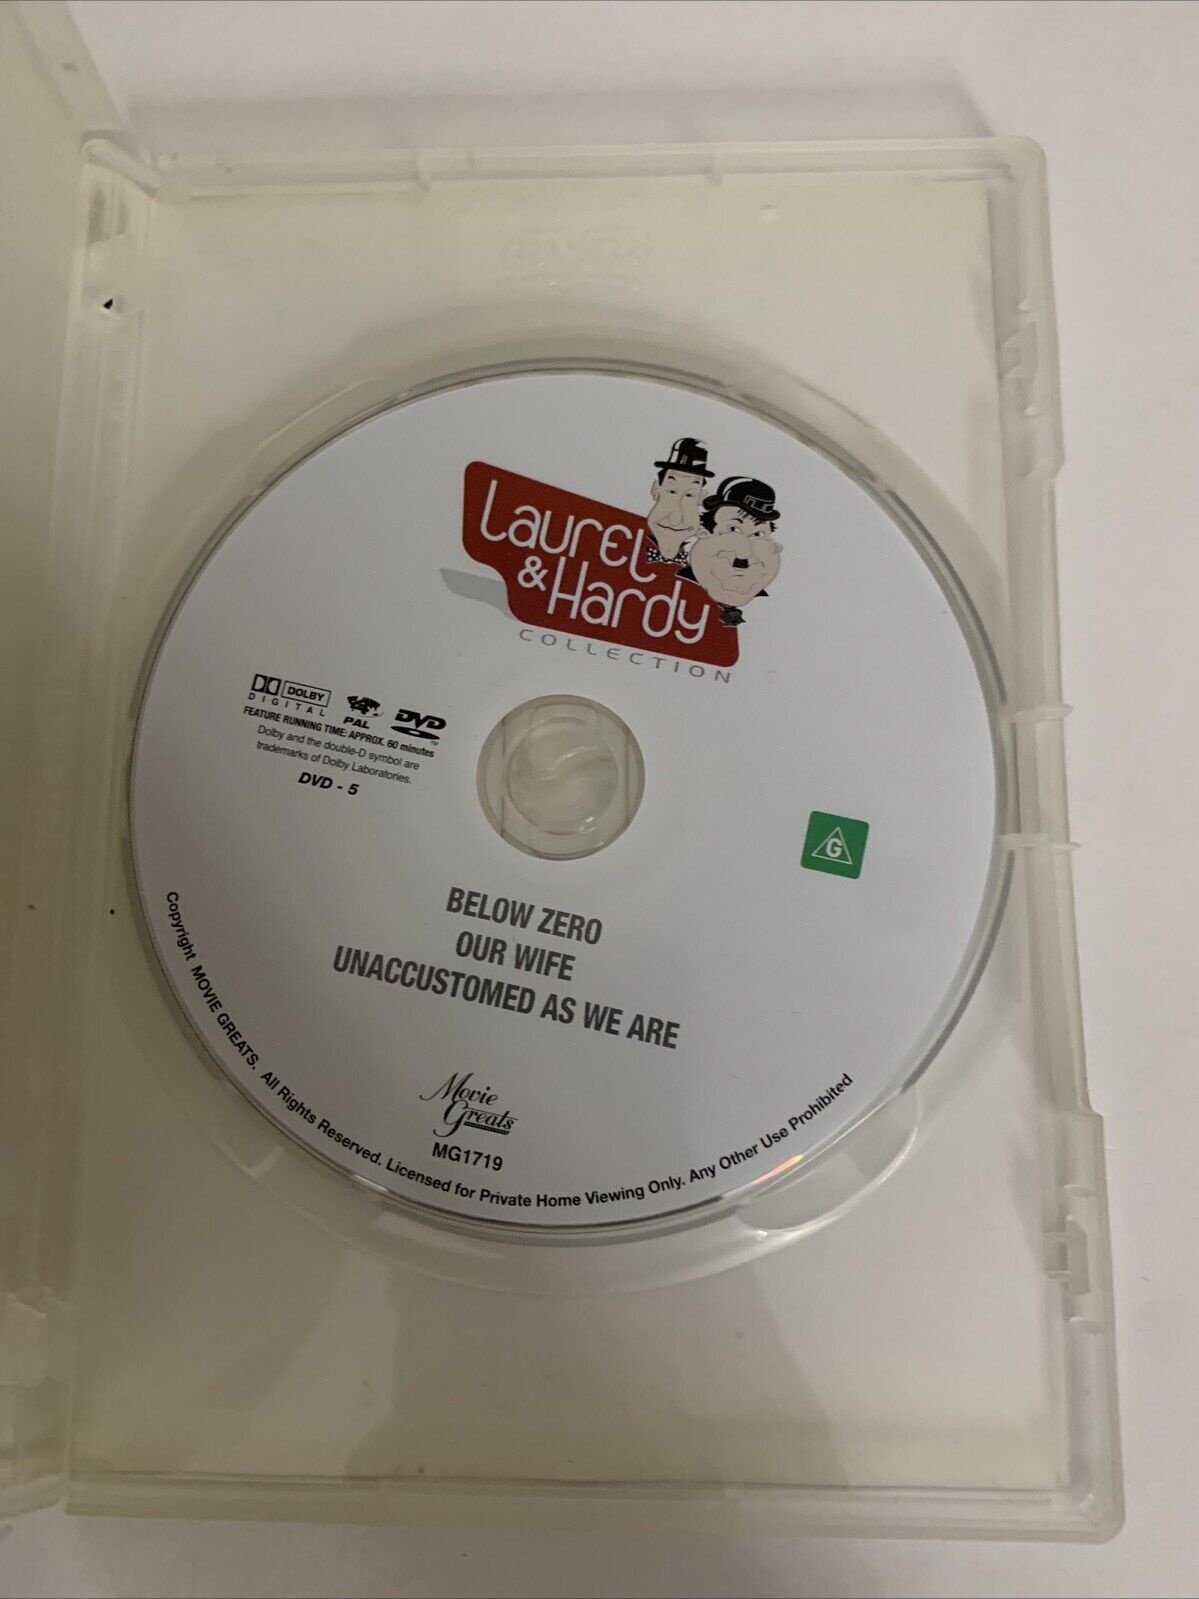 Laurel
& Hardy
COLLECTION
DOLBY
DIGITAL
PAL
DVD
TM
FEATURE RUNNING TIME: APPROX. 60 minutes
Dolby and the double-D symbol are
trademarks of Dolby Laboratories.
DVD - 5
G
BELOW ZERO
OUR WIFE
UNACCUSTOMED AS WE ARE
Movie
Greats
MG1719
Copyright MOVIE GREATS. All Rights Reserved. Licensed for Private Home Viewing Only. Any Other Use Prohibited